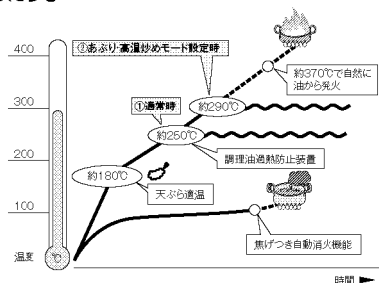 400
300
200
100
温度
℃
②あぶり・高温炒めモード設定時
①通常時
約290℃
約250℃
約180℃
天ぷら適温
約370℃で自然に
油から発火
調理油過熱防止装置
焦げつき自動消火機能
時間